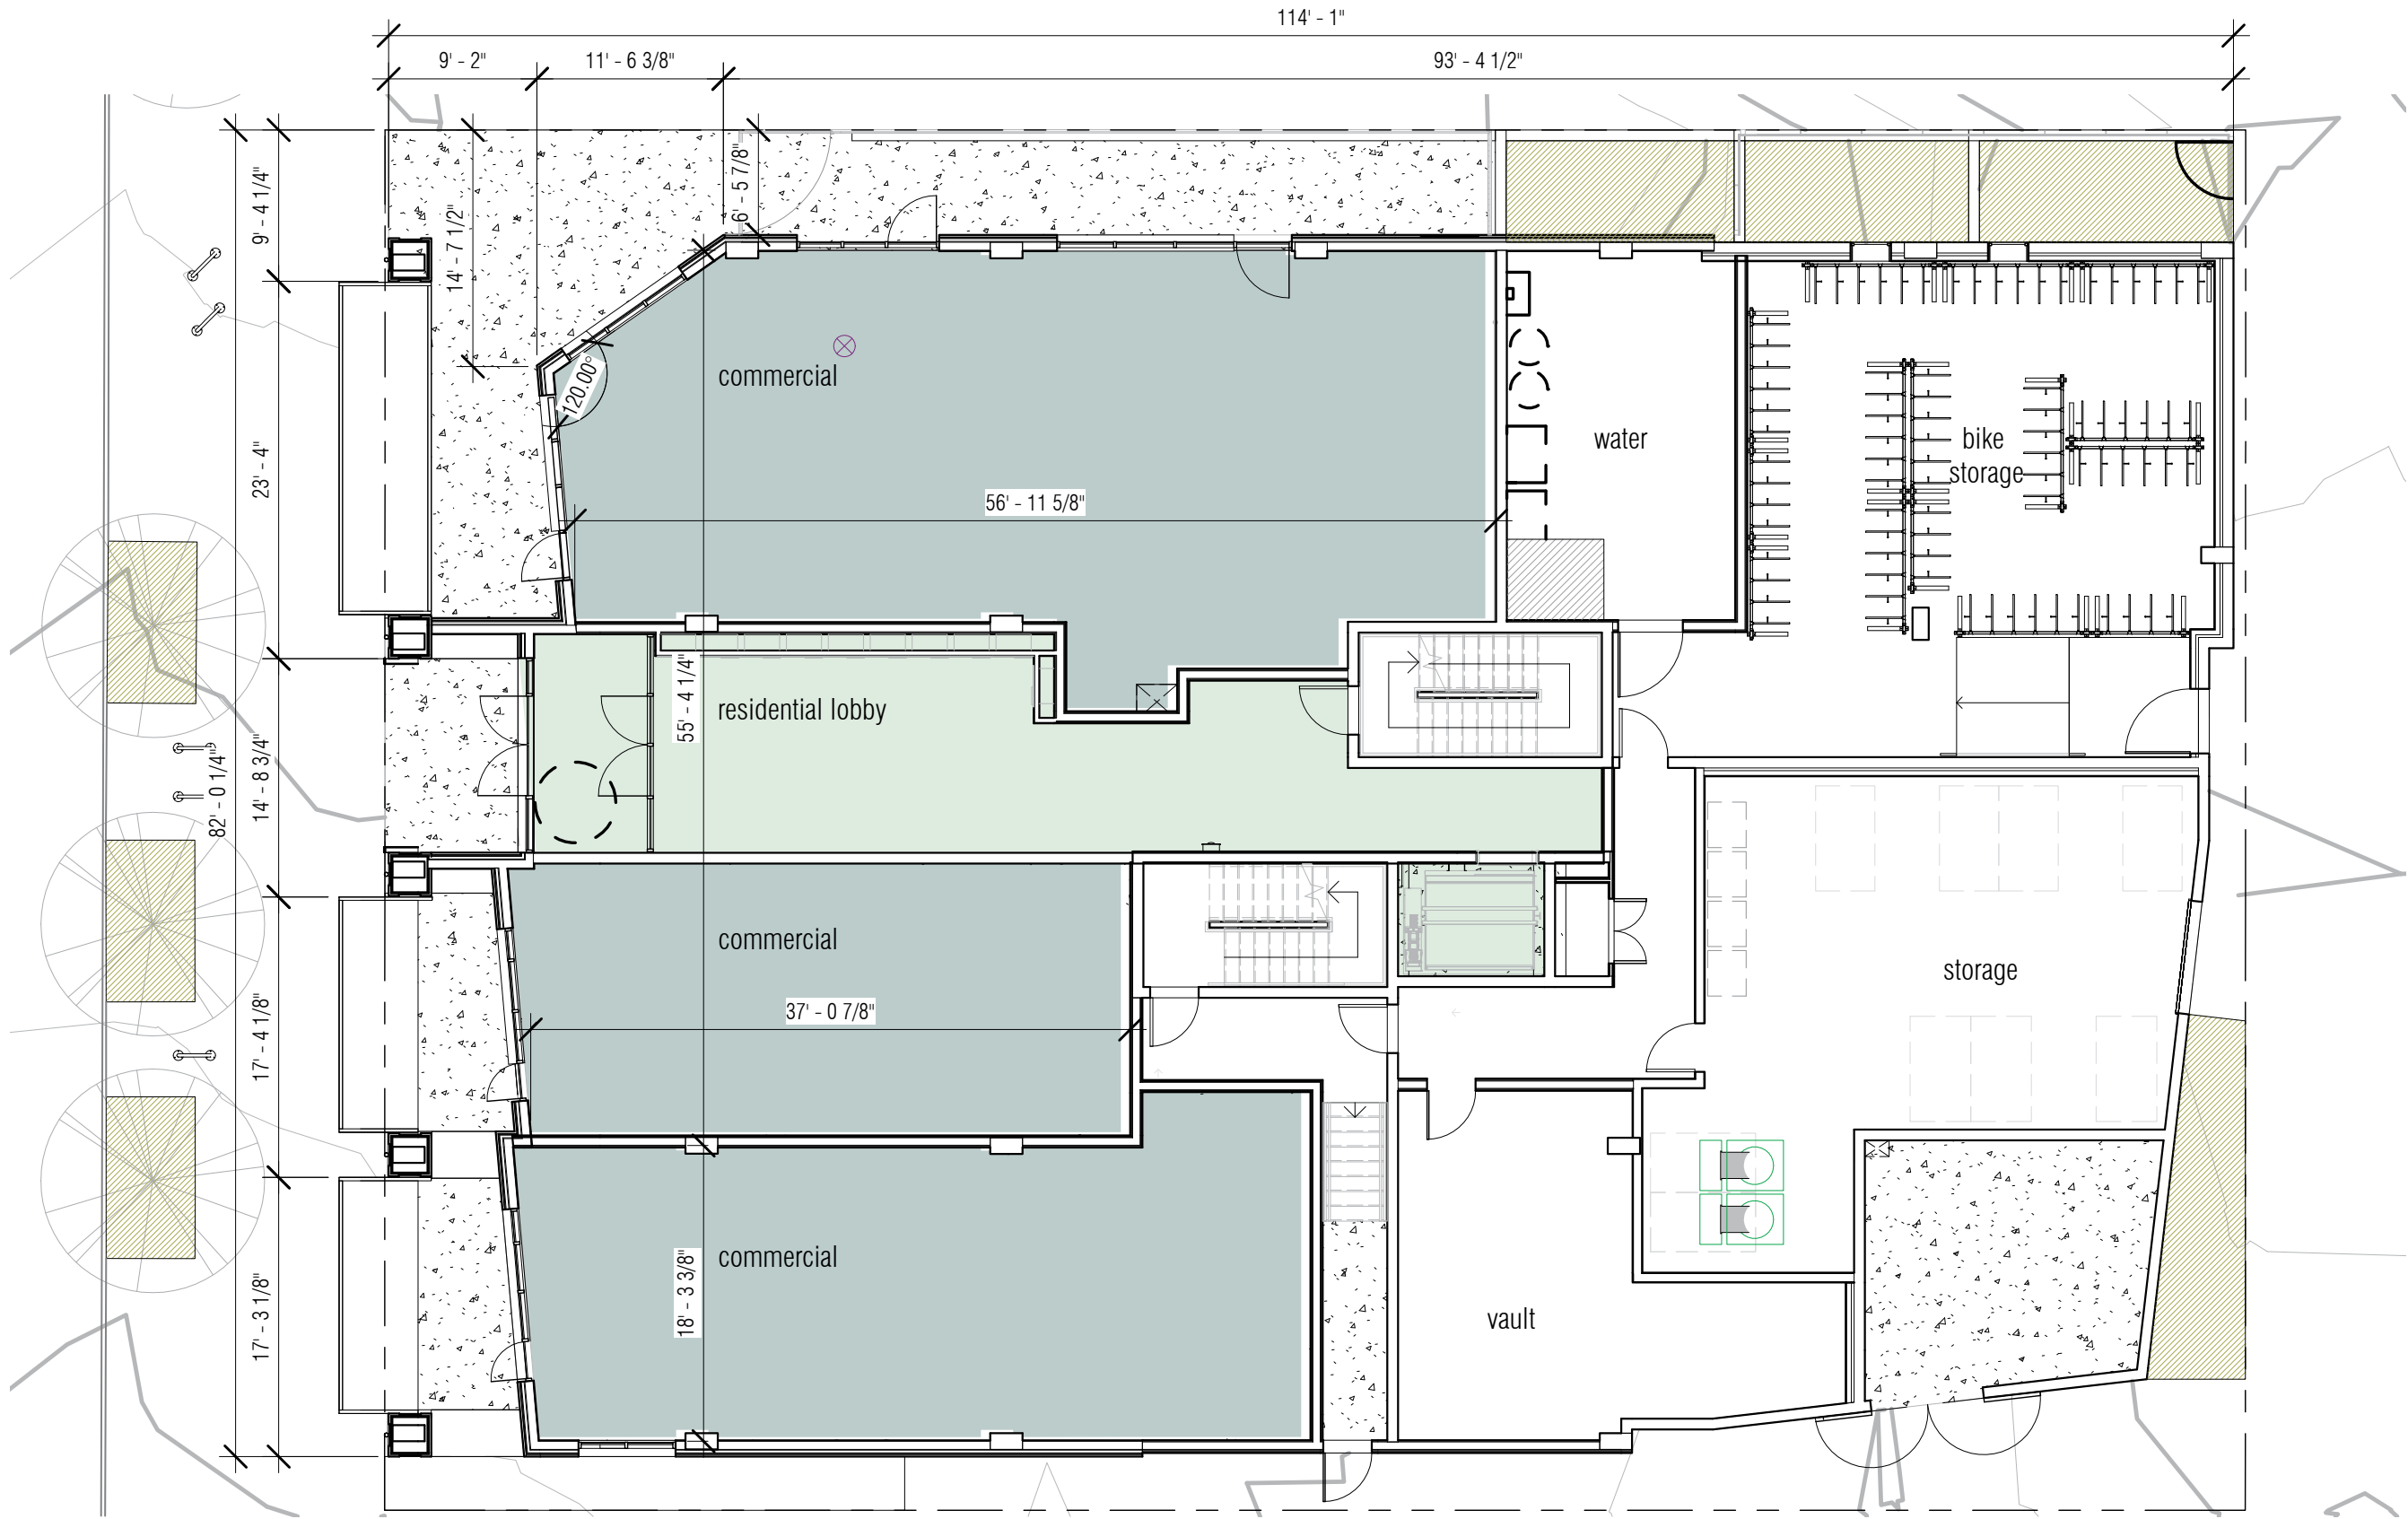 114' - 1"
9' - 2"
11' - 6 3/8"
93' - 4 1/2"
9' - 4 1/4"
14' - 7 1/2"
6' - 5 7/8"
commercial
120.00°
water
bike
storage
23' - 4"
56' - 11 5/8"
residential lobby
55' - 4 1/4"
14' - 8 3/4"
82' - 0 1/4"
commercial
storage
37' - 0 7/8"
17' - 4 1/8"
commercial
18' - 3 3/8"
17' - 3 1/8"
vault